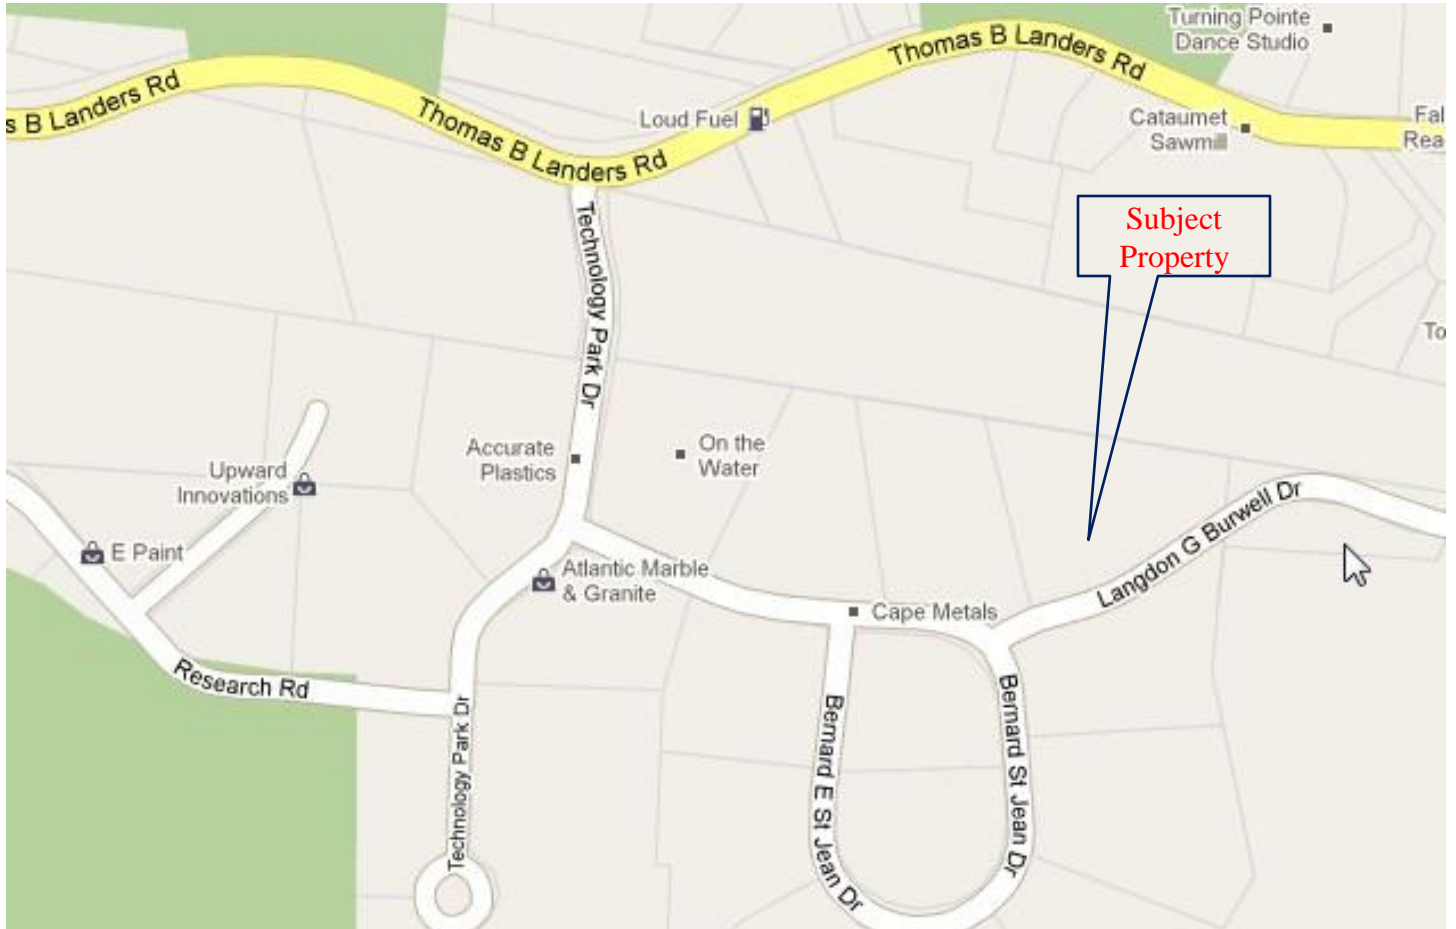 Turning Pointe
Dance Studio
Thomas B Landers Rd
s B Landers Rd
Thomas B Landers Rd
Loud Fuel
Cataumet
Sawmill
Fal
Rea
Subject
Property
Technology Park Dr
To
Accurate
Plastics
On the
Water
Upward
Innovations
E Paint
Langdon G Burwell Dr
Atlantic Marble
& Granite
Cape Metals
Research Rd
Technology Park Dr
Bernard E St Jean Dr
Bernard St Jean Dr